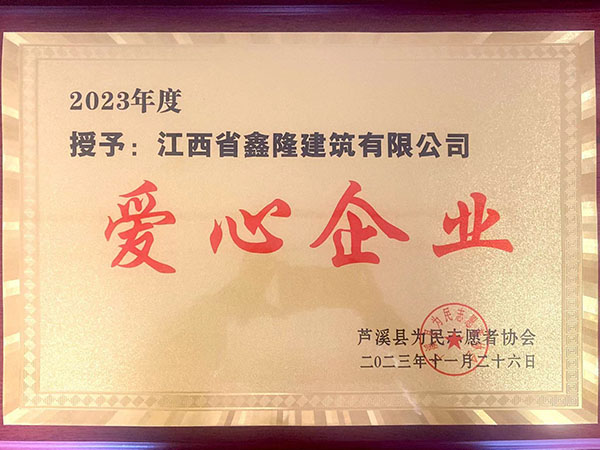 2023年度
授予：江西省鑫隆建筑有限公司
爱心企业
芦溪县为民志愿者协会
二〇二三年十一月二十六日